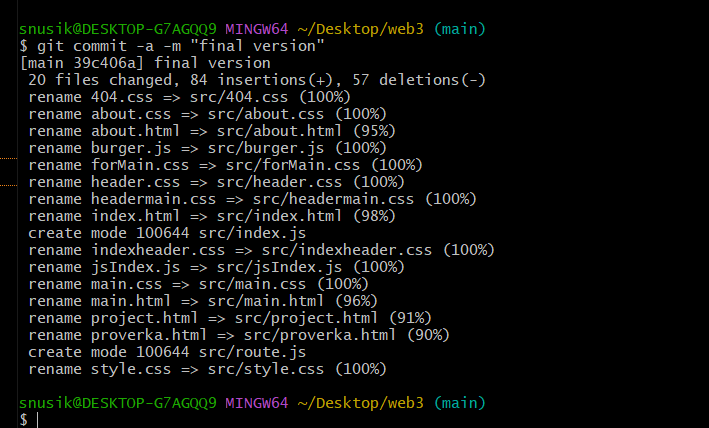 snusik@DESKTOP-G7AGQQ9 MINGW64 ~/Desktop/web3 (main)
$ git commit -a -m "final version"
[main 39c406a] final version
 20 files changed, 84 insertions(+), 57 deletions(-)
 rename 404.css => src/404.css (100%)
 rename about.css => src/about.css (100%)
 rename about.html => src/about.html (95%)
 rename burger.js => src/burger.js (100%)
 rename forMain.css => src/forMain.css (100%)
 rename header.css => src/header.css (100%)
 rename headermain.css => src/headermain.css (100%)
 rename index.html => src/index.html (98%)
 create mode 100644 src/index.js
 rename indexheader.css => src/indexheader.css (100%)
 rename jsIndex.js => src/jsIndex.js (100%)
 rename main.css => src/main.css (100%)
 rename main.html => src/main.html (96%)
 rename project.html => src/project.html (91%)
 rename proverka.html => src/proverka.html (90%)
 create mode 100644 src/route.js
 rename style.css => src/style.css (100%)
snusik@DESKTOP-G7AGQQ9 MINGW64 ~/Desktop/web3 (main)
$